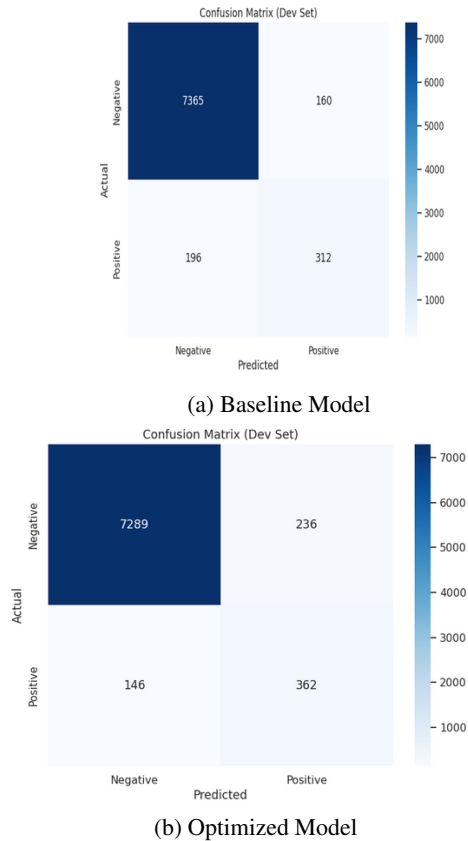 Confusion Matrix (Dev Set)
7000
Negative
7365
160
6000
5000
Actual
4000
3000
Positive
196
312
2000
1000
Negative
Positive
Predicted
(a) Baseline Model
Confusion Matrix (Dev Set)
7000
Negative
7289
236
6000
5000
Actual
4000
3000
Positive
146
362
2000
1000
Negative
Positive
Predicted
(b) Optimized Model